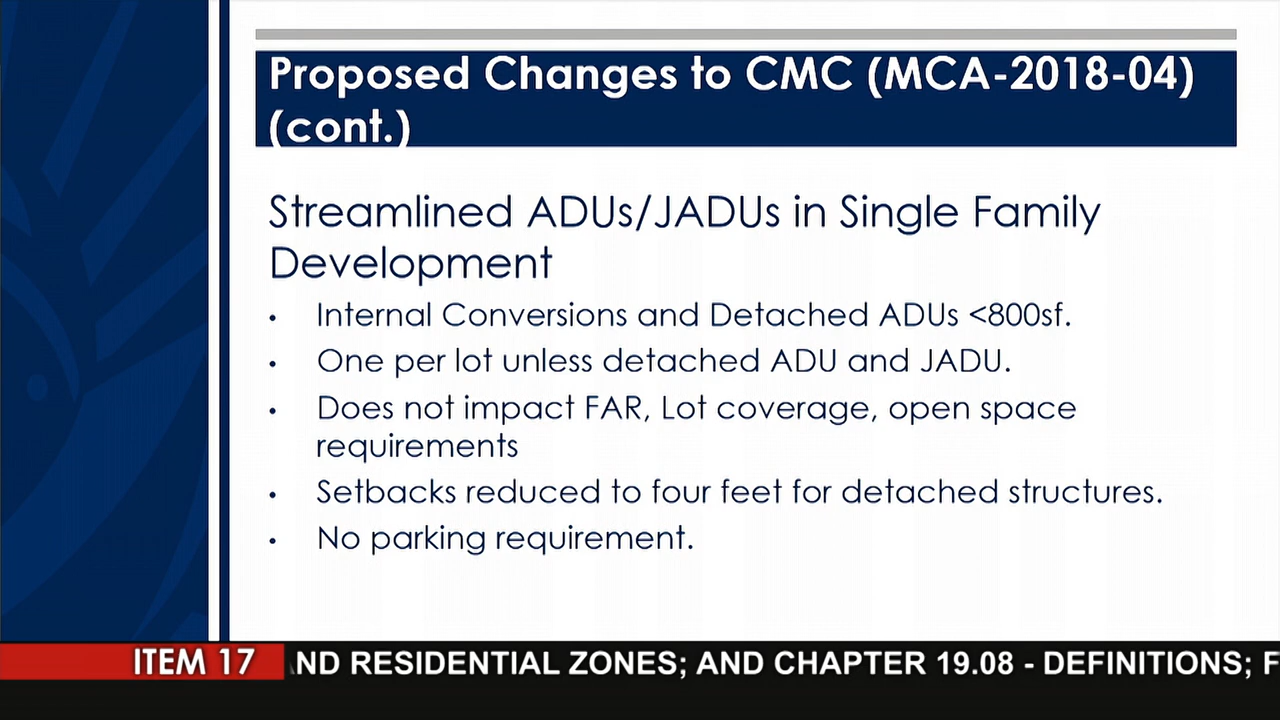 Proposed Changes to CMC (MCA-2018-04)
(cont.)
Streamlined ADUs/JADUs in Single Family
Development
• Internal Conversions and Detached ADUs <800sf.
• One per lot unless detached ADU and JADU.
• Does not impact FAR, Lot coverage, open space
requirements
• Setbacks reduced to four feet for detached structures.
• No parking requirement.
ITEM 17 ND RESIDENTIAL ZONES; AND CHAPTER 19.08 - DEFINITIONS; F